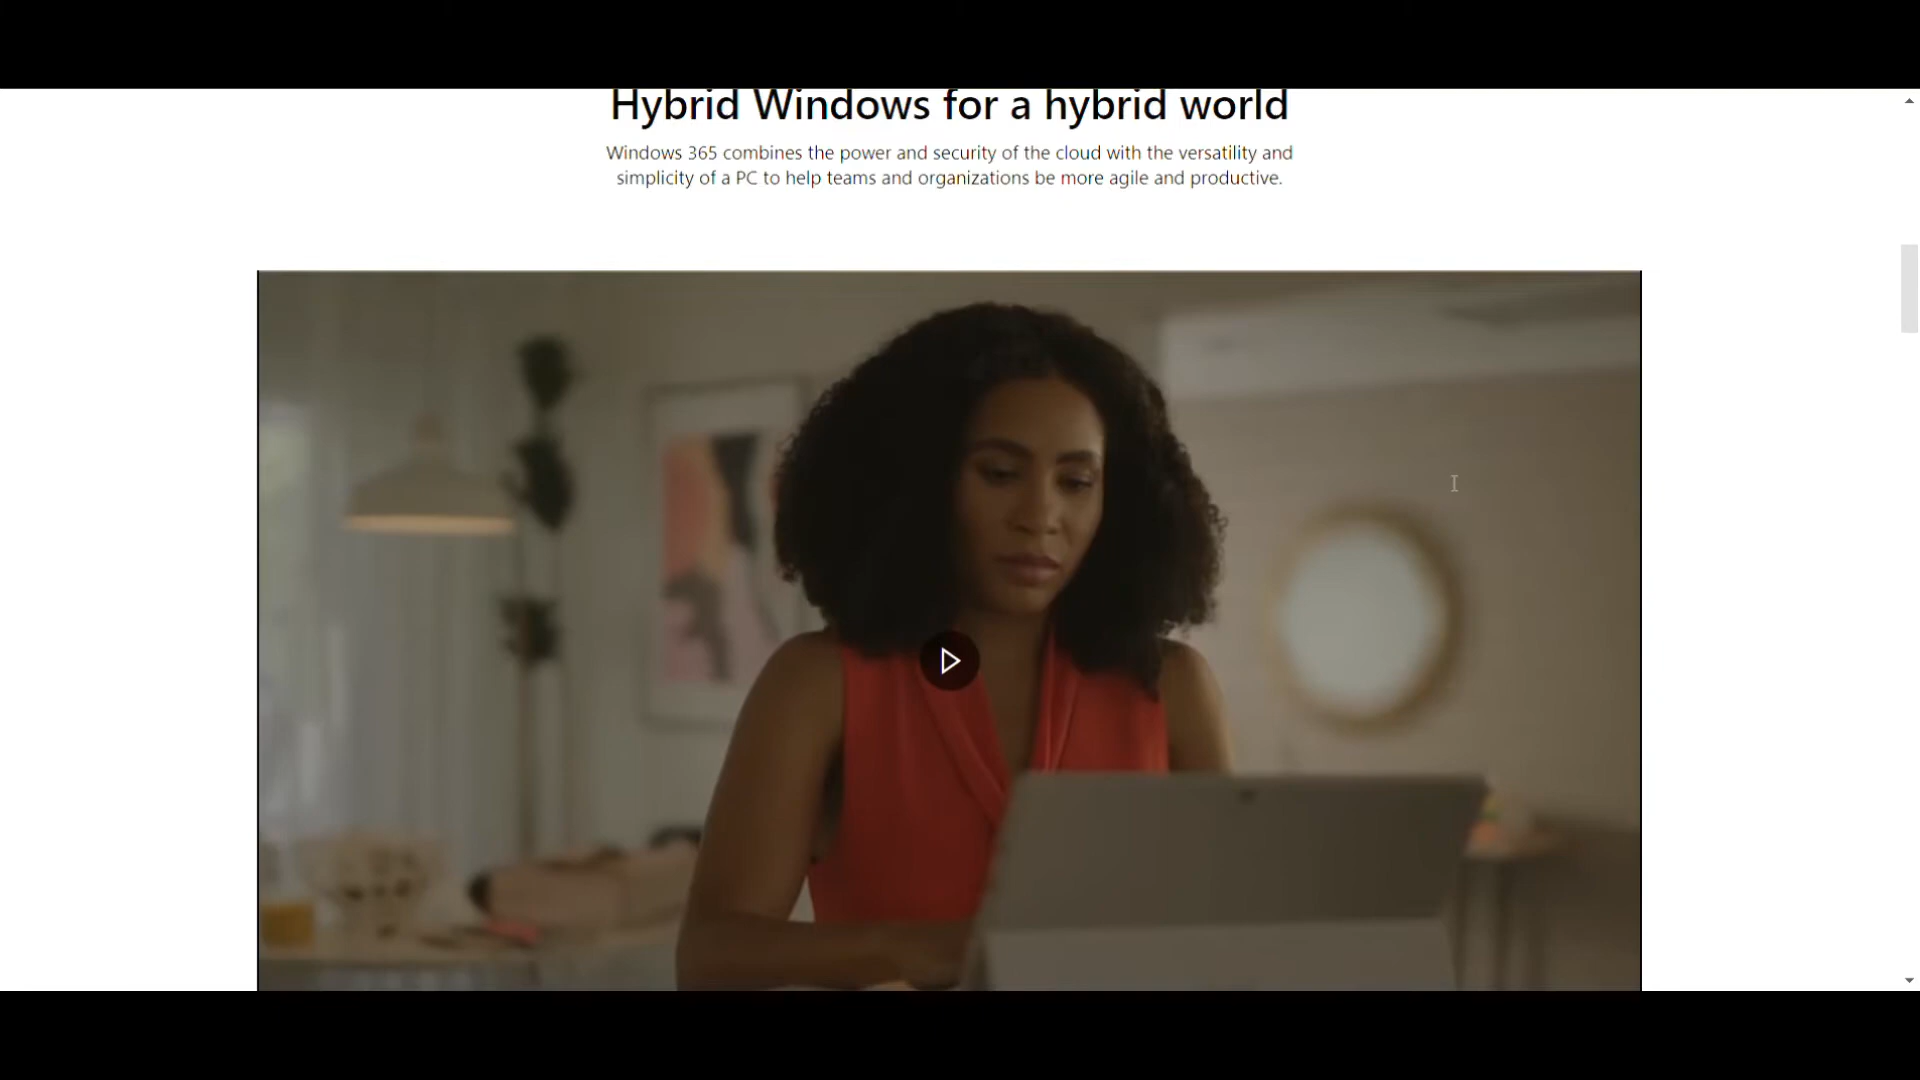 Hybrid Windows for a hybrid world
Windows 365 combines the power and security of the cloud with the versatility and
simplicity of a PC to help teams and organizations be more agile and productive.